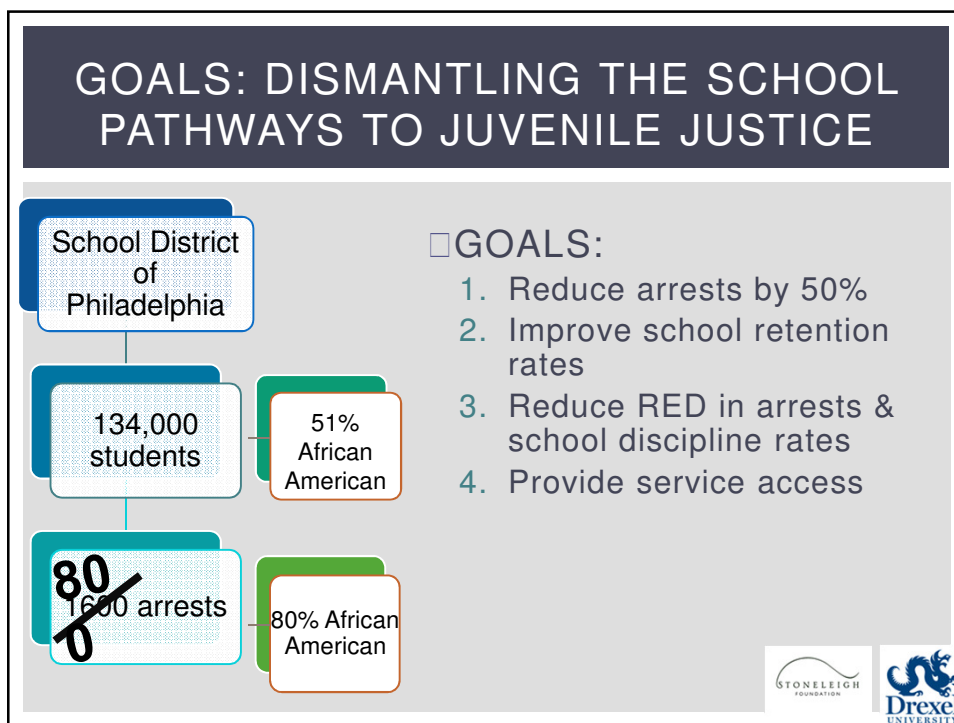 GOALS: DISMANTLING THE SCHOOL
PATHWAYS TO JUVENILE JUSTICE
School District
of
Philadelphia
134,000
students
51%
African
American
80
1600 arrests
0
80% African
American
GOALS:
1. Reduce arrests by 50%
2. Improve school retention
rates
3. Reduce RED in arrests &
school discipline rates
4. Provide service access
STONELEIGH
FOUNDATION
Drexel
UNIVERSITY